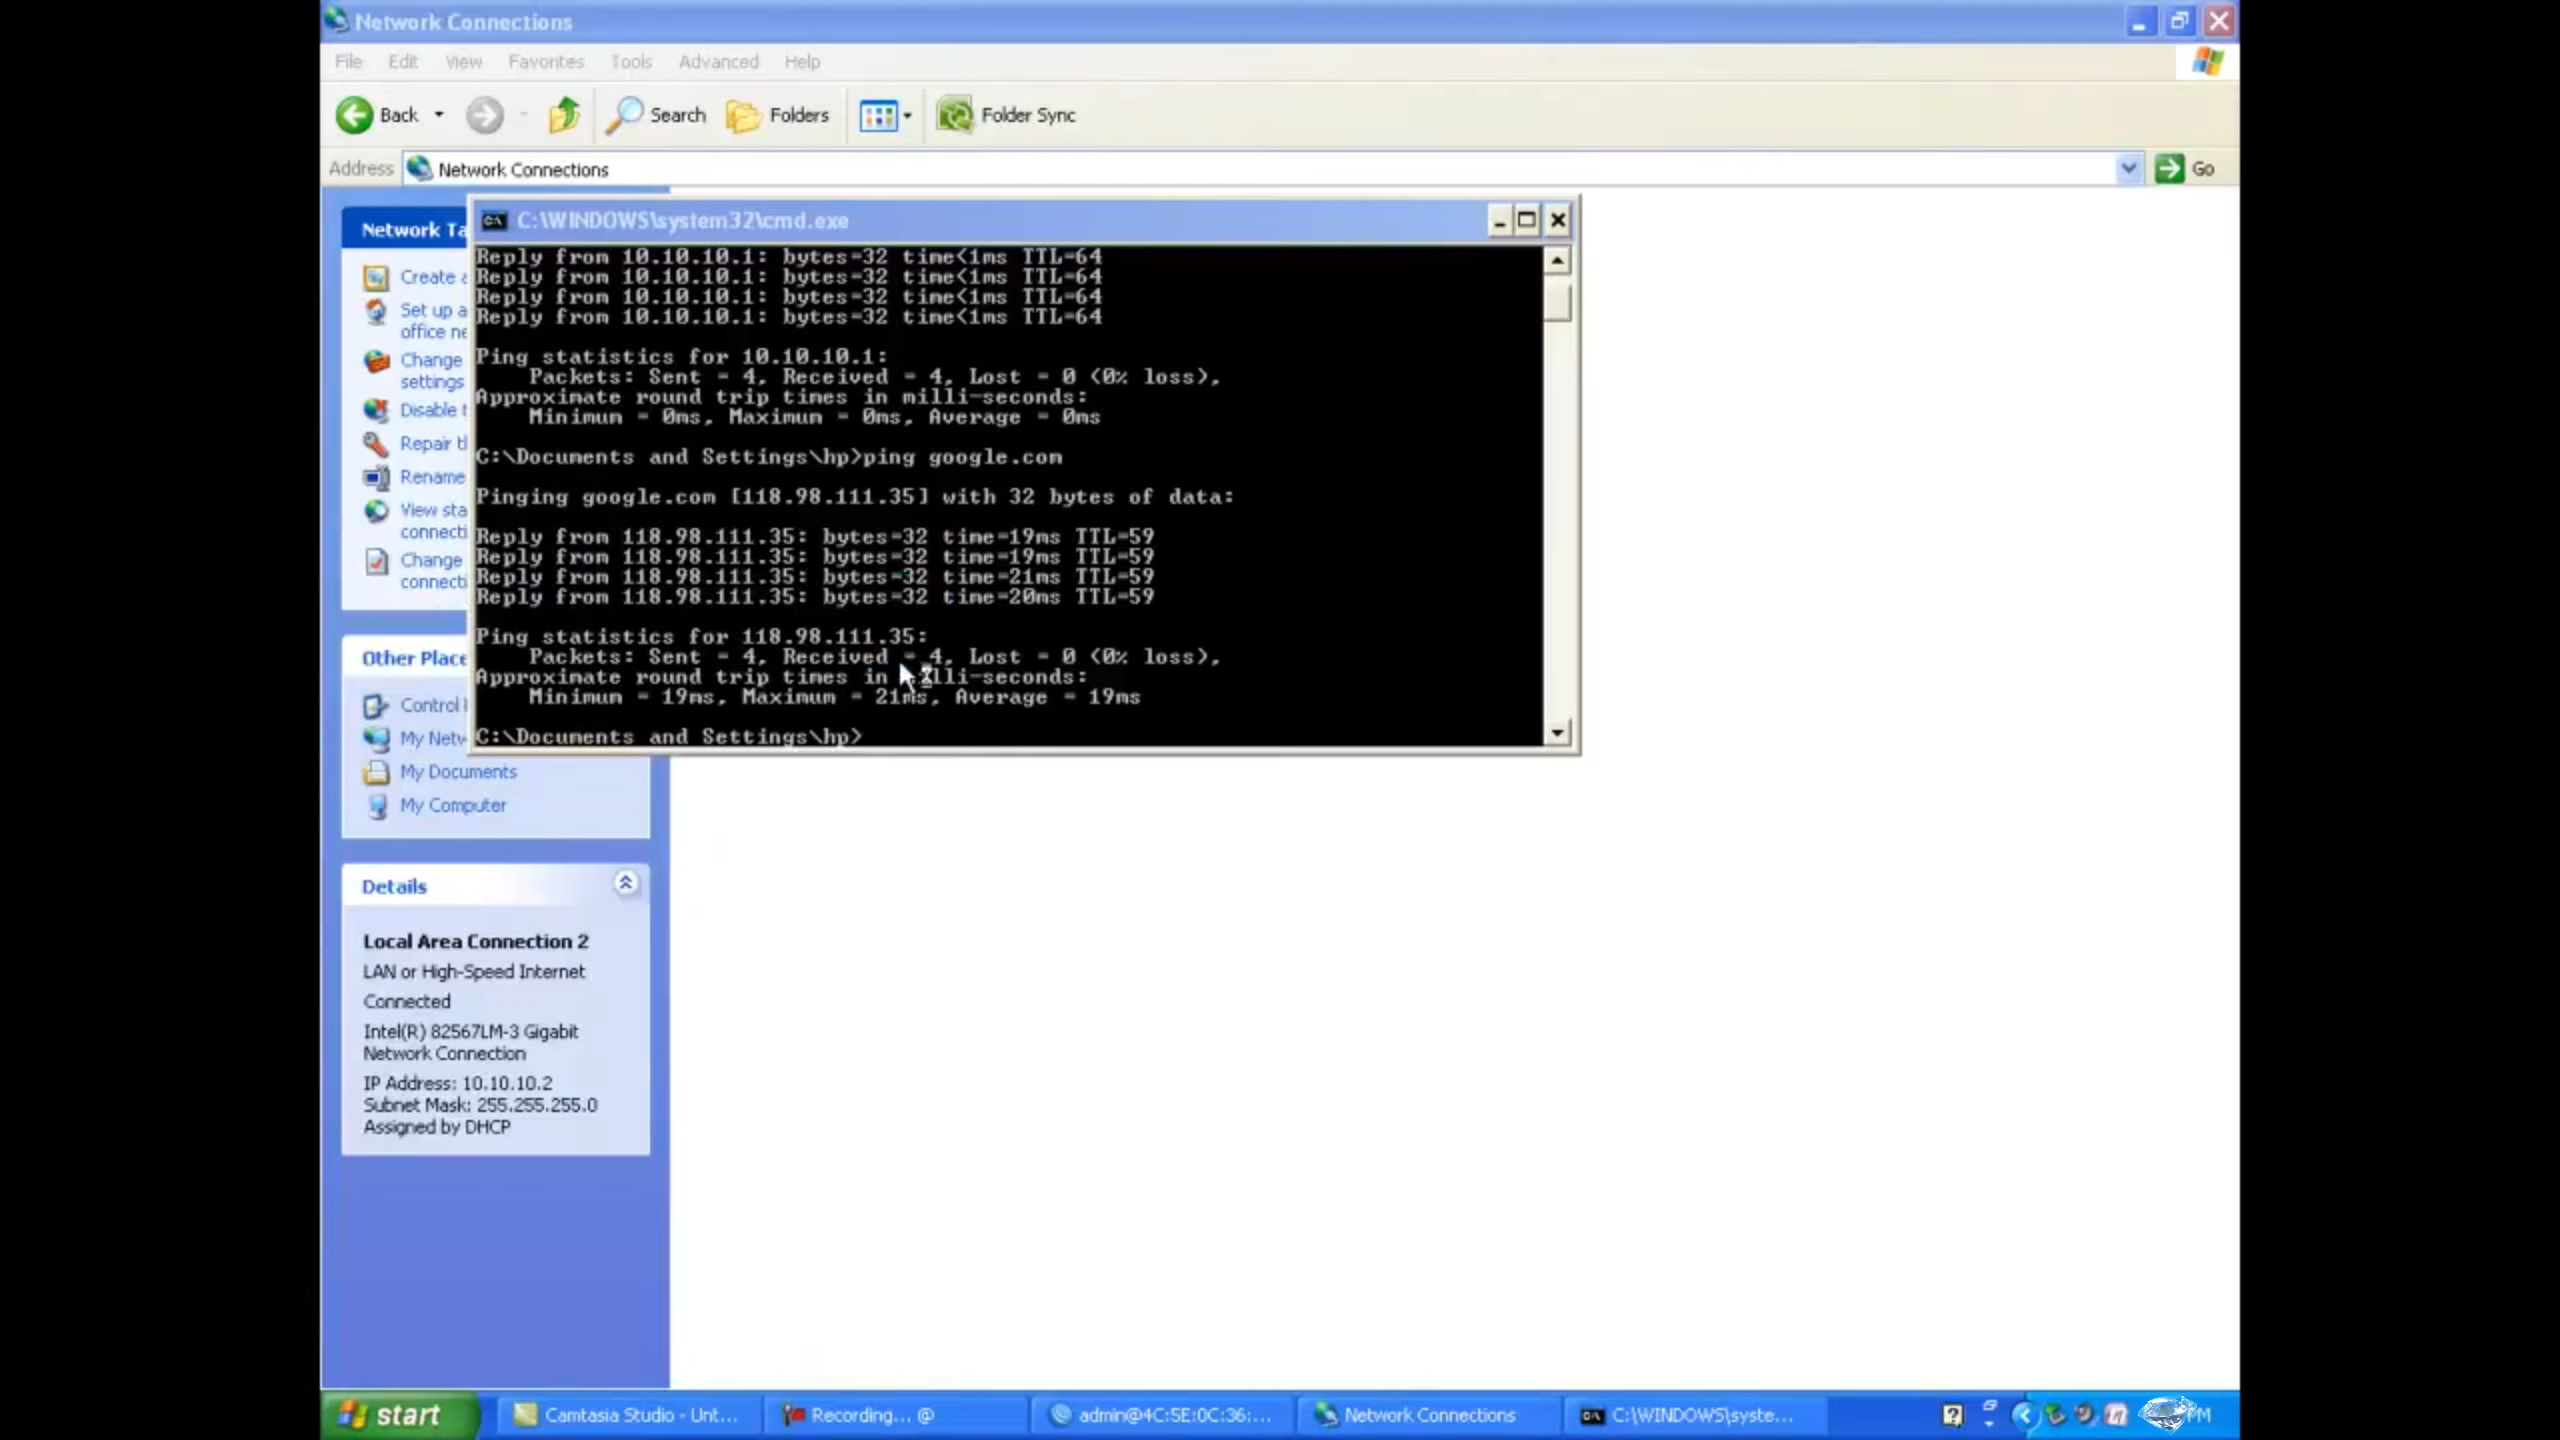 Network Connections
File Edit View Favorites Tools Advanced Help
Back Search Folders Folder Sync
Address Network Connections Go
Network Ta
Create a
Set up a
office ne
Change
settings
Disable t
Repair t
Rename
View sta
connecti
Change
connecti
Other Place
Control
My Netw
My Documents
My Computer
Details
Local Area Connection 2
LAN or High-Speed Internet
Connected
Intel(R) 82567LM-3 Gigabit
Network Connection
IP Address: 10.10.10.2
Subnet Mask: 255.255.255.0
Assigned by DHCP
C:\WINDOWS\system32\cmd.exe
Reply from 10.10.10.1: bytes=32 time<1ms TTL=64
Reply from 10.10.10.1: bytes=32 time<1ms TTL=64
Reply from 10.10.10.1: bytes=32 time<1ms TTL=64
Reply from 10.10.10.1: bytes=32 time<1ms TTL=64
Ping statistics for 10.10.10.1:
Packets: Sent = 4, Received = 4, Lost = 0 (0% loss),
Approximate round trip times in milli-seconds:
Minimum = 0ms, Maximum = 0ms, Average = 0ms
C:\Documents and Settings\hp>ping google.com
Pinging google.com [118.98.111.35] with 32 bytes of data:
Reply from 118.98.111.35: bytes=32 time=19ms TTL=59
Reply from 118.98.111.35: bytes=32 time=19ms TTL=59
Reply from 118.98.111.35: bytes=32 time=21ms TTL=59
Reply from 118.98.111.35: bytes=32 time=20ms TTL=59
Ping statistics for 118.98.111.35:
Packets: Sent = 4, Received = 4, Lost = 0 (0% loss),
Approximate round trip times in milli-seconds:
Minimum = 19ms, Maximum = 21ms, Average = 19ms
C:\Documents and Settings\hp>
start Camtasia Studio - Unt... Recording... @ admin@4C:5E:0C:36:... Network Connections C:\WINDOWS\syste... PM